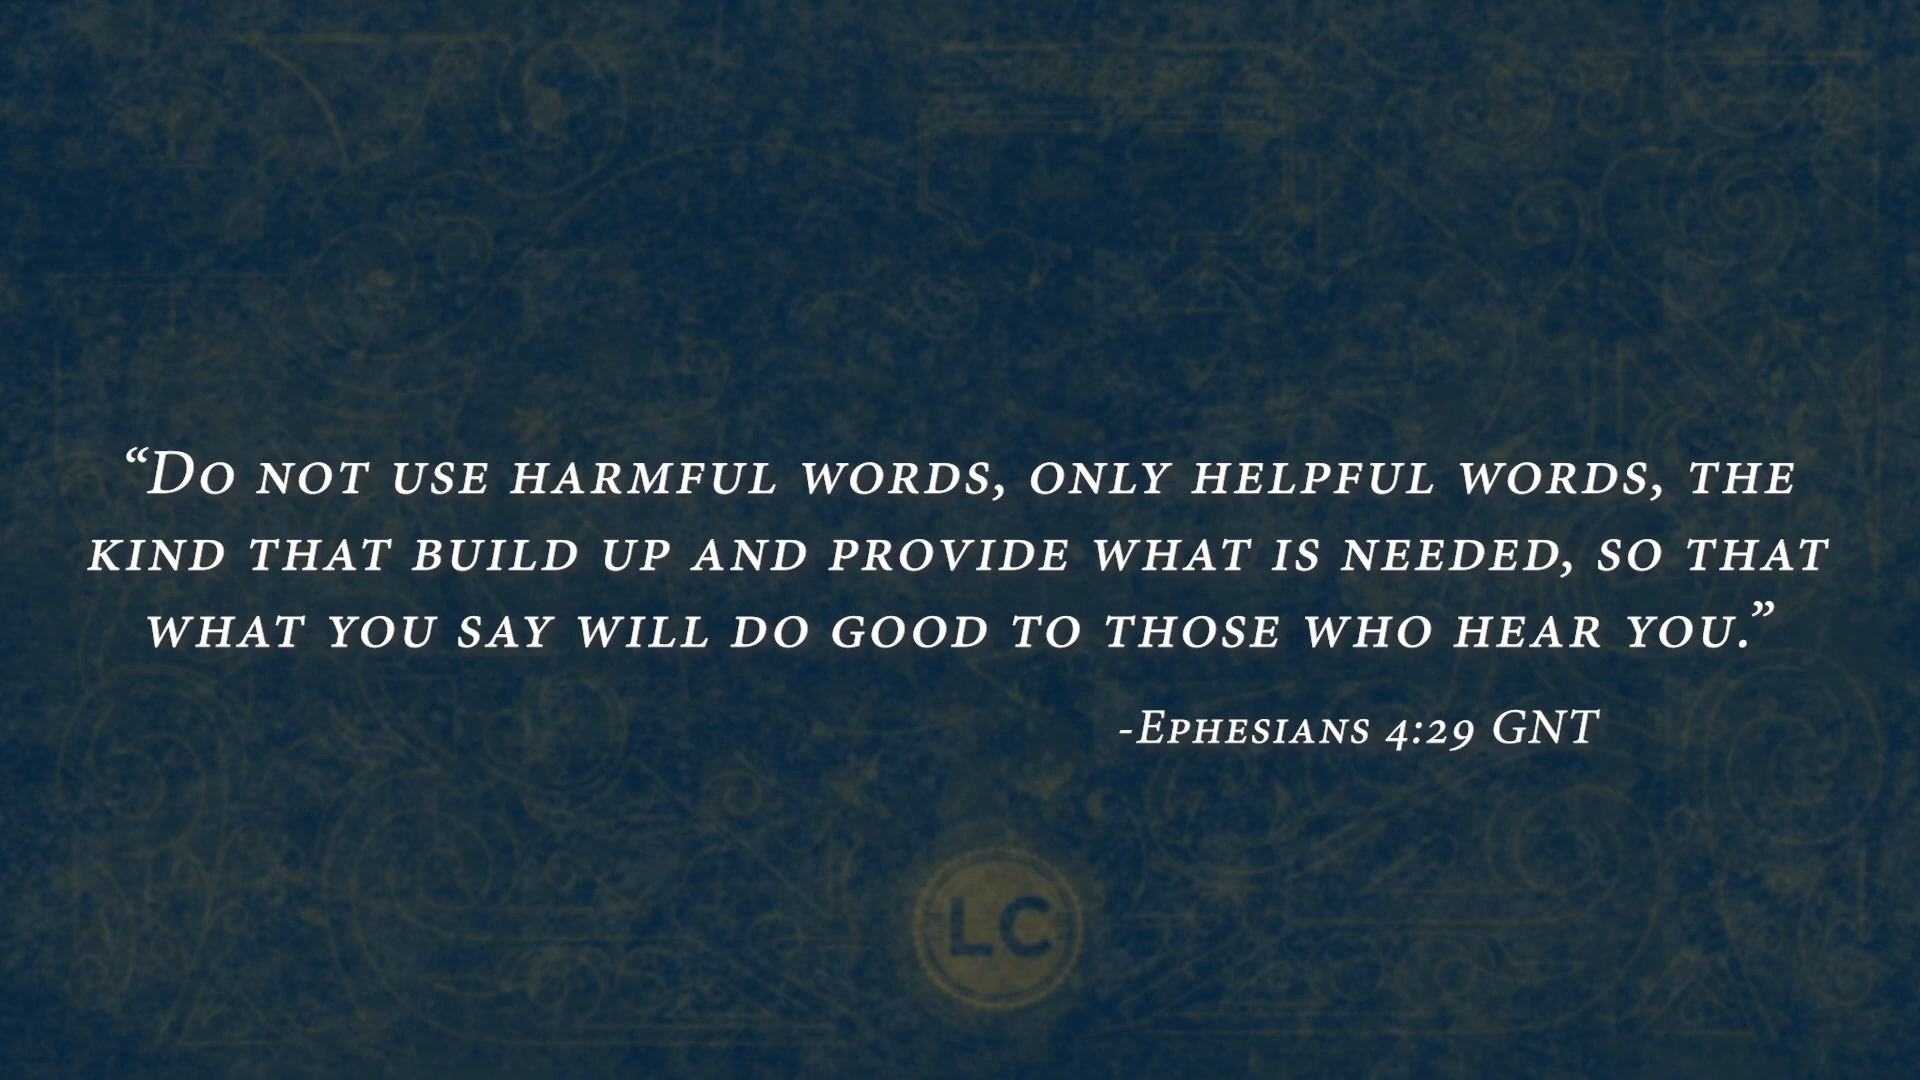 “Do not use harmful words, only helpful words, the
kind that build up and provide what is needed, so that
what you say will do good to those who hear you.”
-Ephesians 4:29 GNT
LC